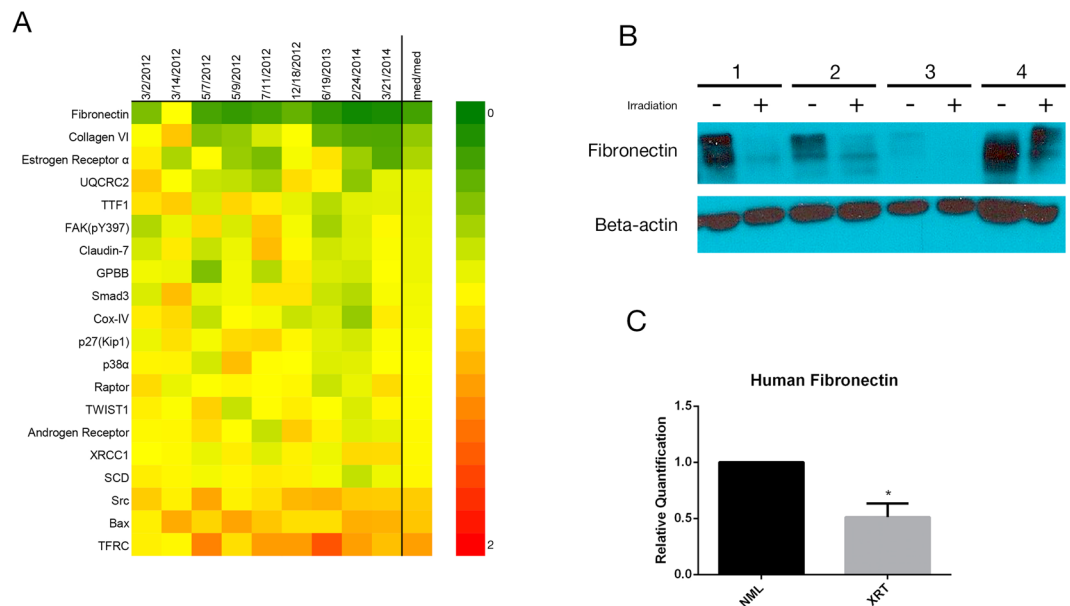 A
3/2/2012
3/14/2012
5/7/2012
5/9/2012
7/11/2012
12/18/2012
6/19/2013
2/24/2014
3/21/2014
med/med
Fibronectin
Collagen VI
Estrogen Receptor α
UQCRC2
TTF1
FAK(pY397)
Claudin-7
GPBB
Smad3
Cox-IV
p27(Kip1)
p38α
Raptor
TWIST1
Androgen Receptor
XRCC1
SCD
Src
Bax
TFRC
0
2
B
1 2 3 4
Irradiation - + - + - + - +
Fibronectin
Beta-actin
C
Human Fibronectin
Relative Quantification
1.5
1.0
0.5
0.0
*
NML
XRT